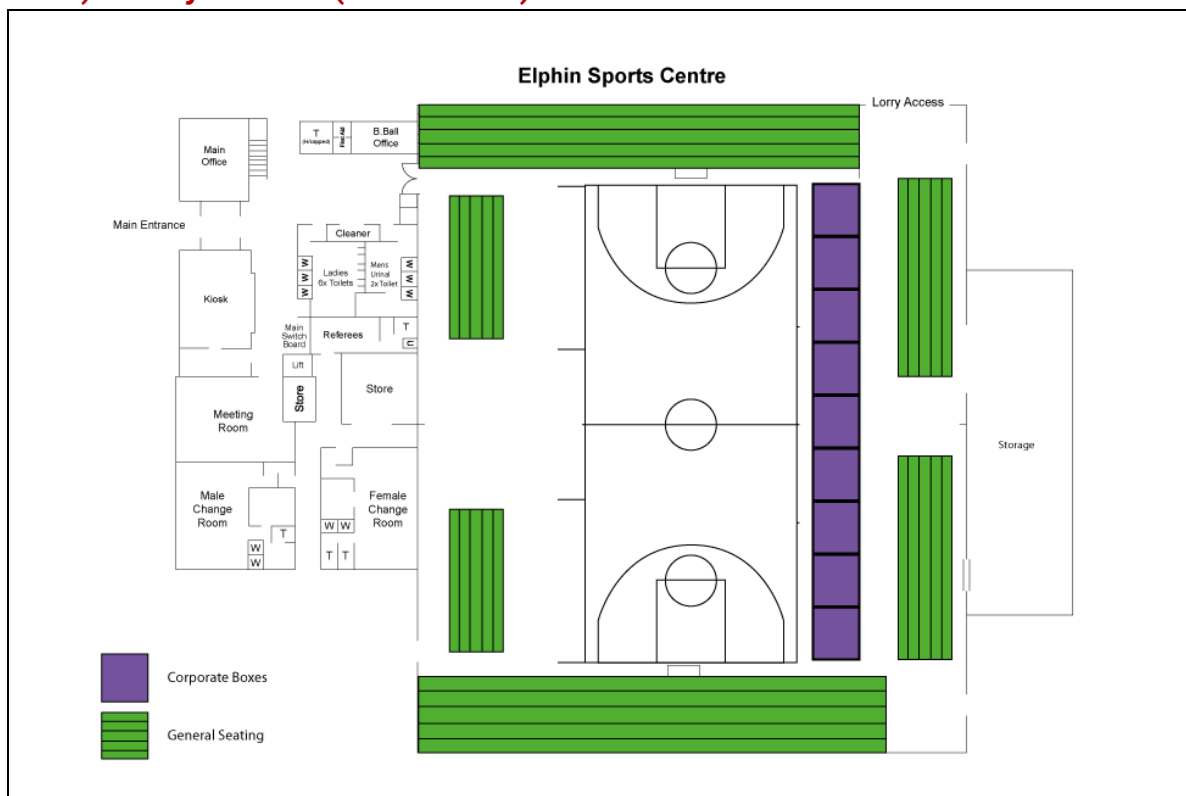 Elphin Sports Centre
Lorry Access
Main
Office
T
(H/capped)
First Aid
B.Ball
Office
Main Entrance
Cleaner
W
W
W
Ladies
6x Toilets
Mens
Urinal
2xToilet
W
W
W
Kiosk
Main
Switch
Board
Referees
T
U
Lift
Store
Store
Meeting
Room
Storage
Male
Change
Room
T
W
W
Female
Change
Room
W W
T T
Corporate Boxes
General Seating